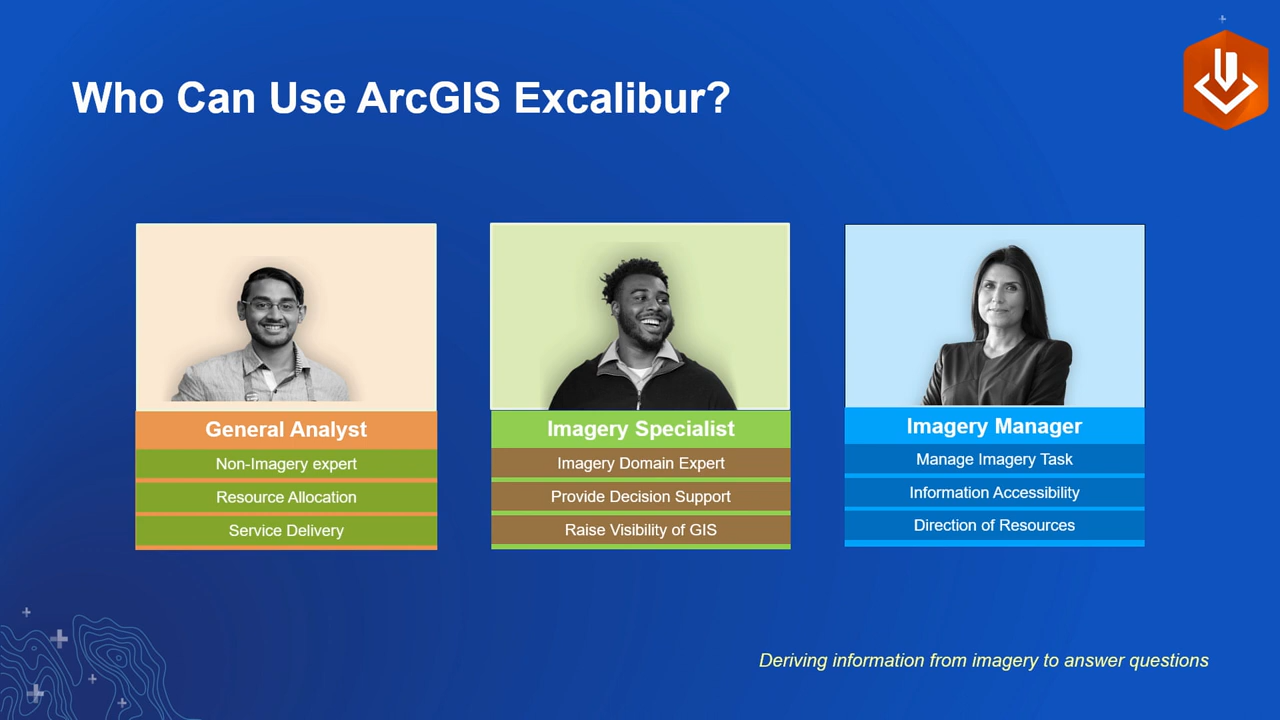 Who Can Use ArcGIS Excalibur?
General Analyst
Non-Imagery expert
Resource Allocation
Service Delivery
Imagery Specialist
Imagery Domain Expert
Provide Decision Support
Raise Visibility of GIS
Imagery Manager
Manage Imagery Task
Information Accessibility
Direction of Resources
Deriving information from imagery to answer questions